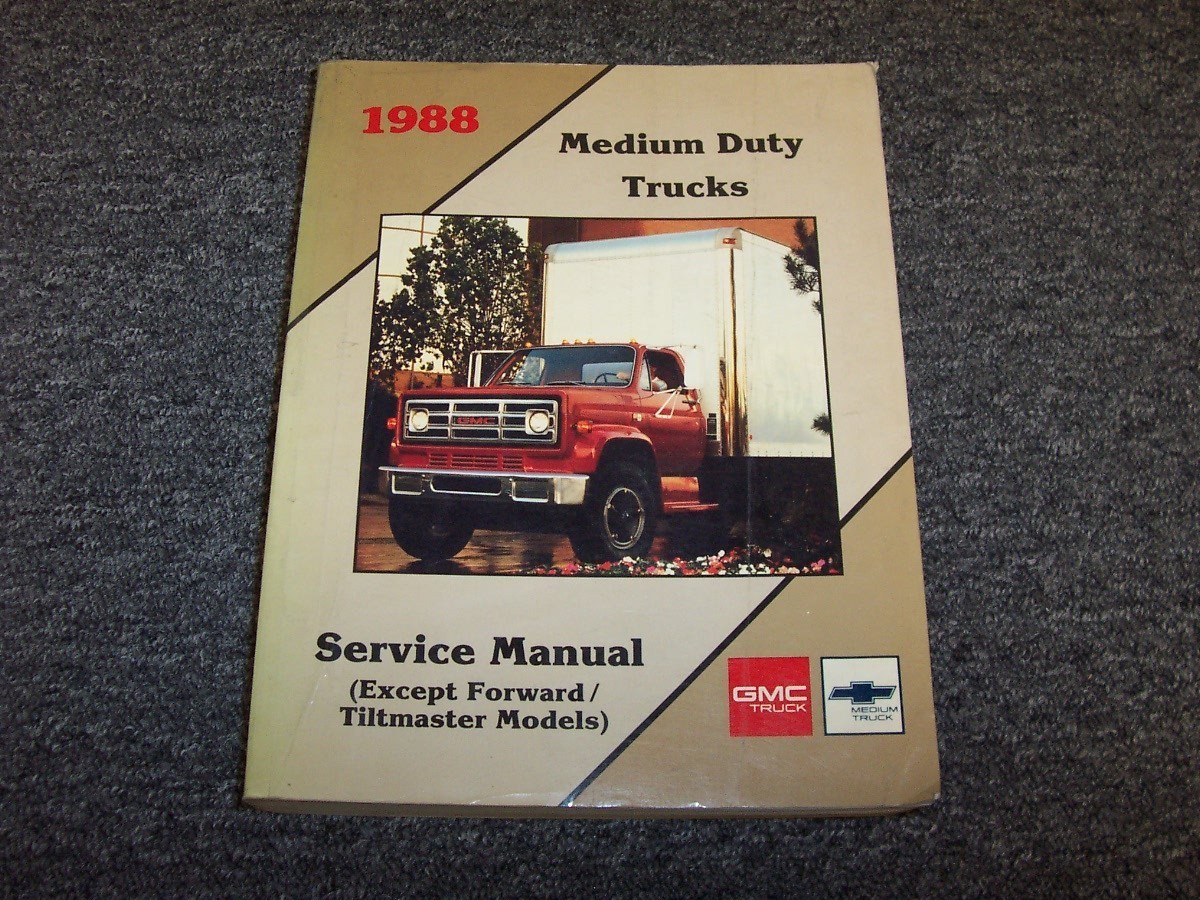 1988
Medium Duty
Trucks
GMC
Service Manual
(Except Forward/
Tiltmaster Models)
GMC
TRUCK
MEDIUM
TRUCK